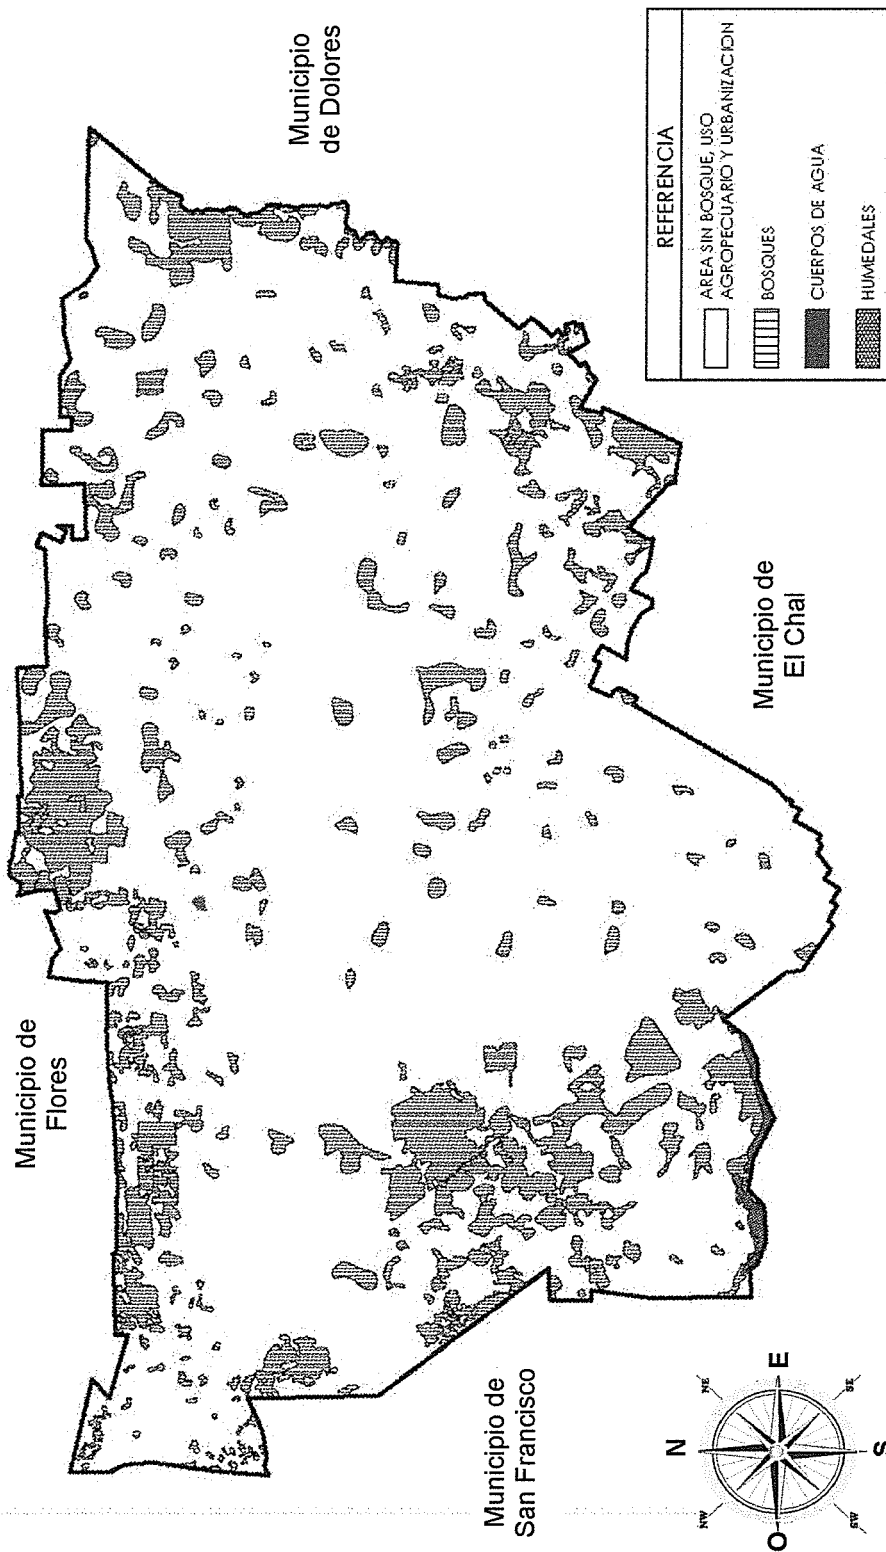 Municipio de
Flores
Municipio
de Dolores
Municipio de
San Francisco
Municipio de
El Chal
REFERENCIA
AREA SIN BOSQUE, USO
AGROPECUARIO Y URBANIZACION
BOSQUES
CUERPOS DE AGUA
HUMEDALES
N
NE
E
SE
S
SW
O
NW